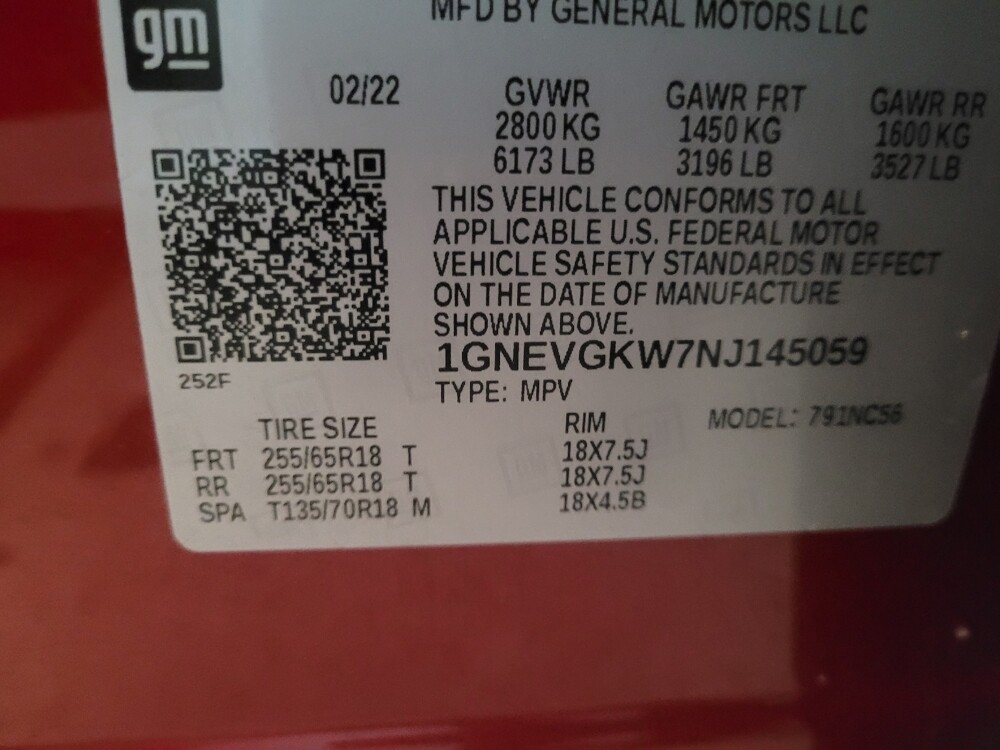 gm
MFD BY GENERAL MOTORS LLC
02/22 GVWR GAWR FRT GAWR RR
2800 KG 1450 KG 1600 KG
6173 LB 3196 LB 3527 LB
THIS VEHICLE CONFORMS TO ALL
APPLICABLE U.S. FEDERAL MOTOR
VEHICLE SAFETY STANDARDS IN EFFECT
ON THE DATE OF MANUFACTURE
SHOWN ABOVE.
1GNEVGKW7NJ145059
252F
TYPE: MPV
MODEL: 791NC56
TIRE SIZE RIM
FRT 255/65R18 T 18X7.5J
RR 255/65R18 T 18X7.5J
SPA T135/70R18 M 18X4.5B